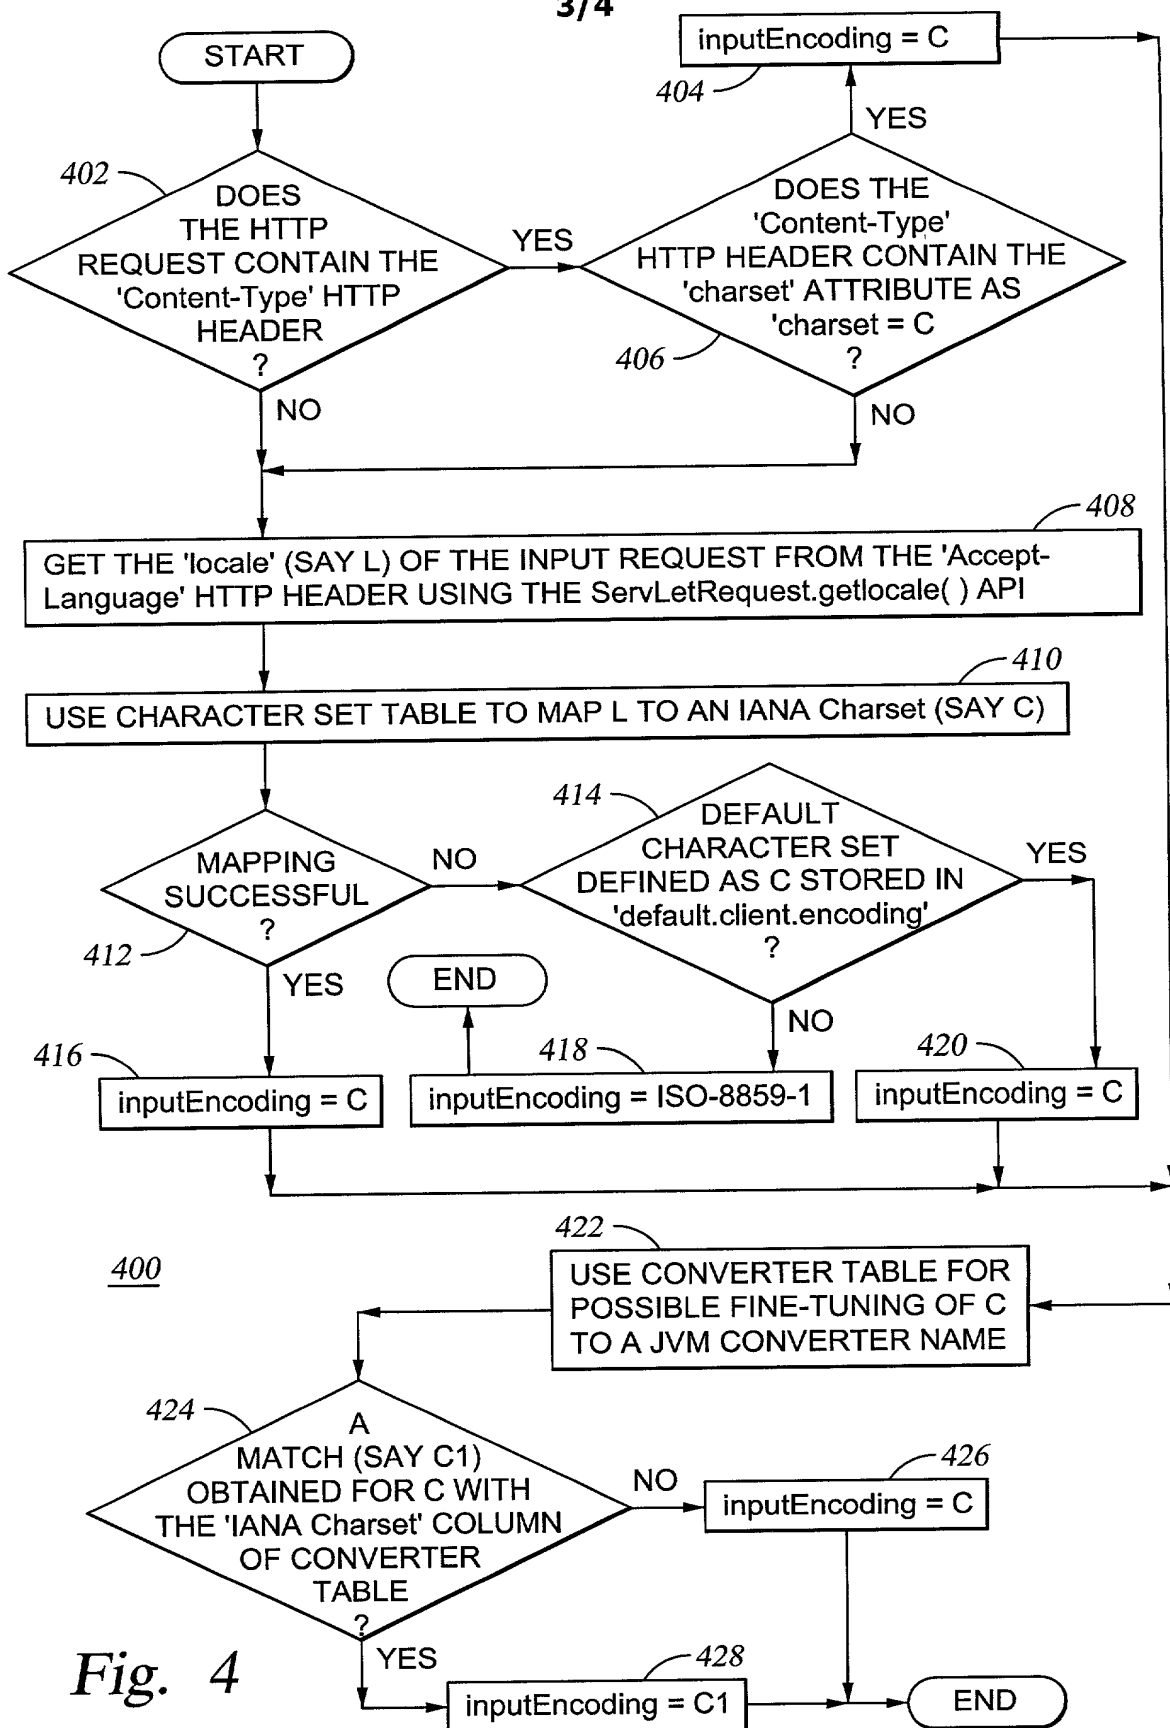 3/4
START
inputEncoding = C
404
YES
402
DOES
THE HTTP
REQUEST CONTAIN THE
'Content-Type' HTTP
HEADER
?
YES
DOES THE
'Content-Type'
HTTP HEADER CONTAIN THE
'charset' ATTRIBUTE AS
'charset = C
?
406
NO
NO
408
GET THE 'locale' (SAY L) OF THE INPUT REQUEST FROM THE 'Accept-
Language' HTTP HEADER USING THE ServLetRequest.getlocale( ) API
410
USE CHARACTER SET TABLE TO MAP L TO AN IANA Charset (SAY C)
MAPPING
SUCCESSFUL
?
412
NO
414
DEFAULT
CHARACTER SET
DEFINED AS C STORED IN
'default.client.encoding'
?
YES
YES
END
NO
416
inputEncoding = C
418
inputEncoding = ISO-8859-1
420
inputEncoding = C
400
422
USE CONVERTER TABLE FOR
POSSIBLE FINE-TUNING OF C
TO A JVM CONVERTER NAME
424
A
MATCH (SAY C1)
OBTAINED FOR C WITH
THE 'IANA Charset' COLUMN
OF CONVERTER
TABLE
?
NO
426
inputEncoding = C
YES
428
inputEncoding = C1
END
Fig. 4